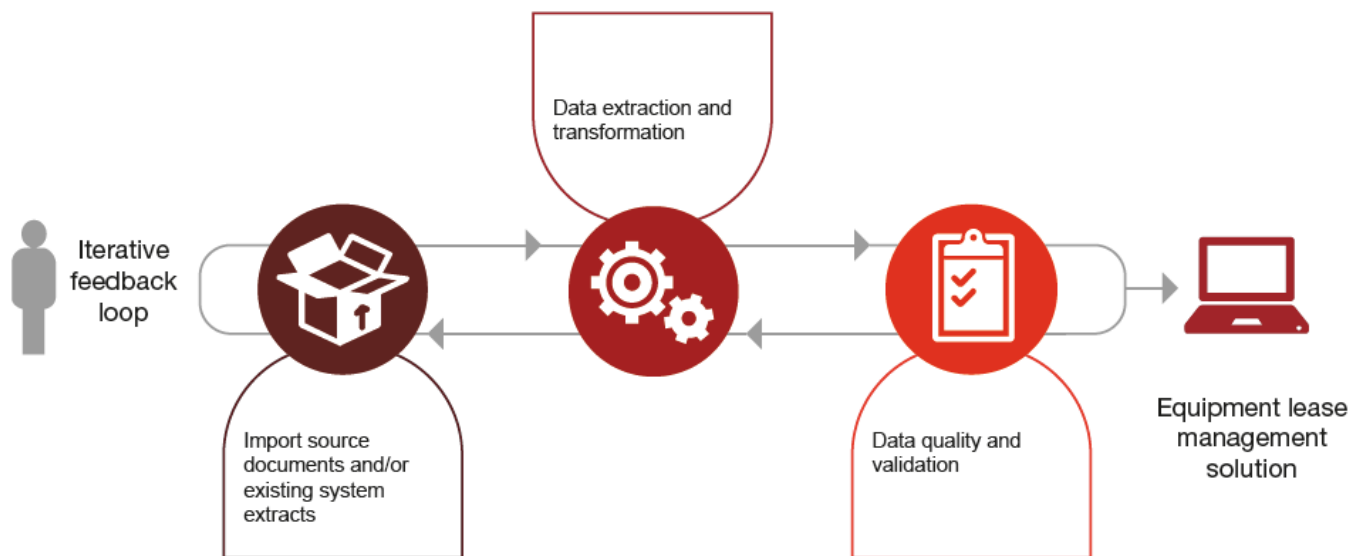 Data extraction and
transformation
Iterative
feedback
loop
Import source
documents and/or
existing system
extracts
Data quality and
validation
Equipment lease
management
solution